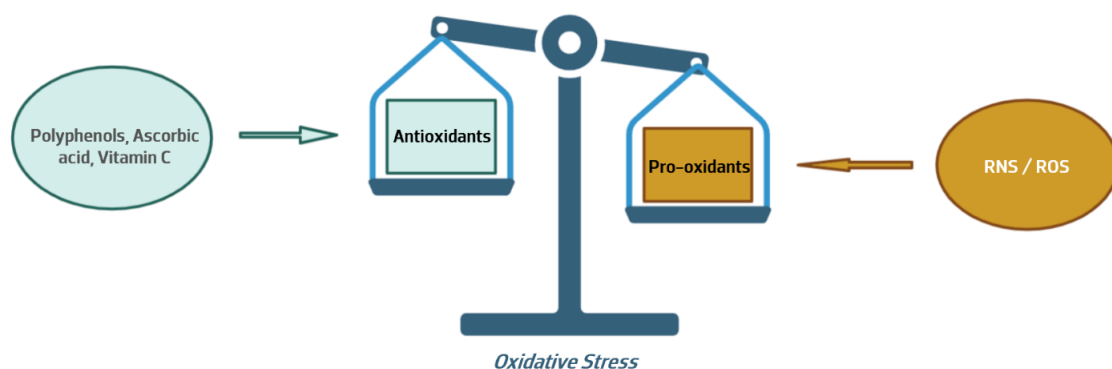 Polyphenols, Ascorbic
acid, Vitamin C
Antioxidants
Pro-oxidants
RNS / ROS
Oxidative Stress